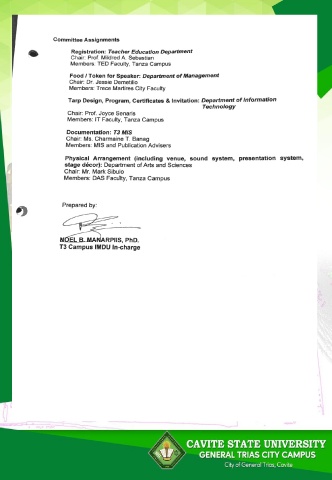 Committee Assignments
Registration: Teacher Education Department
Chair: Prof. Mildred A. Sebastian
Members: TED Faculty, Tanza Campus
Food / Token for Speaker: Department of Management
Chair: Dr. Jessie Demetillo
Members: Trece Martires City Faculty
Tarp Design, Program, Certificates & Invitation: Department of Information
Technology
Chair: Prof. Joyce Senaris
Members: IT Faculty, Tanza Campus
Documentation: T3 MIS
Chair: Ms. Charmaine T. Banag
Members: MIS and Publication Advisers
Physical Arrangement (including venue, sound system, presentation system,
stage décor): Department of Arts and Sciences
Chair: Mr. Mark Sibulo
Members: DAS Faculty, Tanza Campus
Prepared by:
NOEL B. MANARPIIS, PhD.
T3 Campus IMDU In-charge
CAVITE STATE UNIVERSITY
GENERAL TRIAS CITY CAMPUS
City of General Trias, Cavite